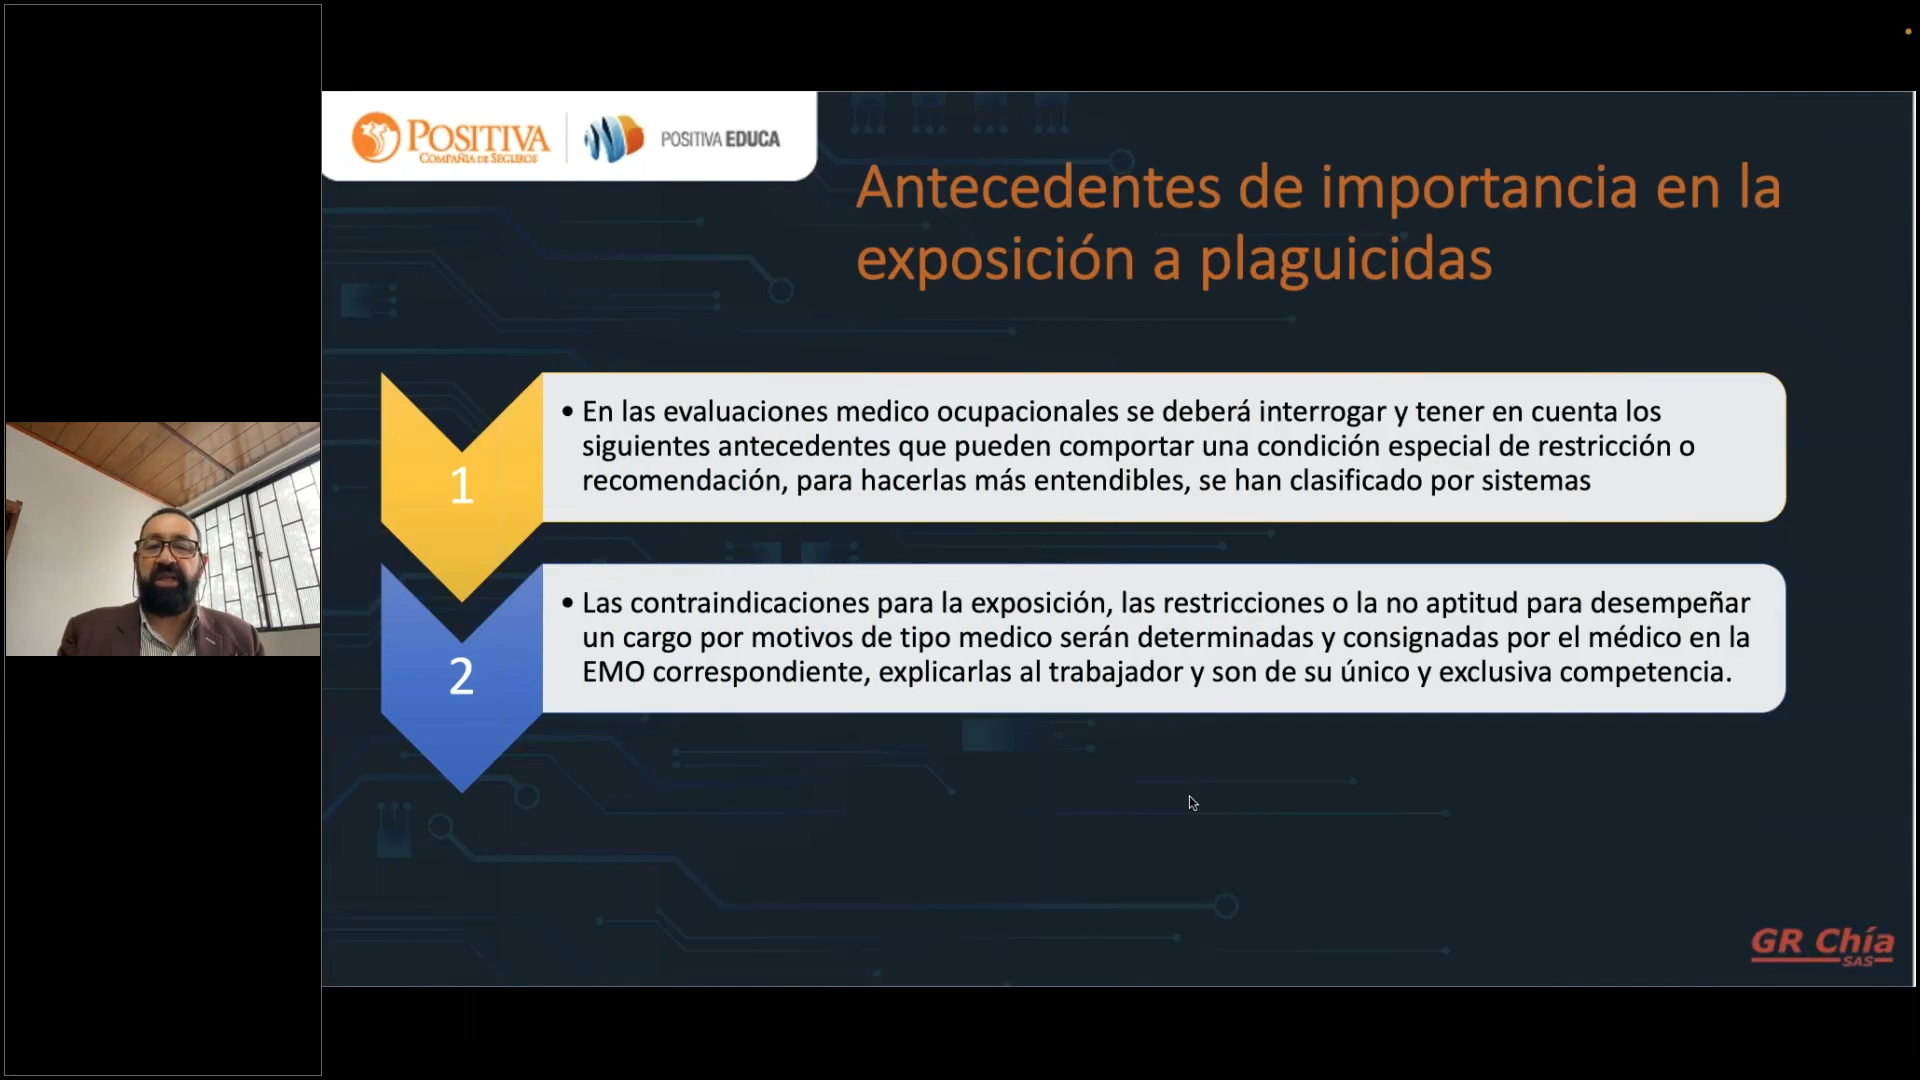 POSITIVA
COMPAÑIA DE SEGUROS
POSITIVA EDUCA
Antecedentes de importancia en la
exposición a plaguicidas
1
• En las evaluaciones medico ocupacionales se deberá interrogar y tener en cuenta los
siguientes antecedentes que pueden comportar una condición especial de restricción o
recomendación, para hacerlas más entendibles, se han clasificado por sistemas
2
• Las contraindicaciones para la exposición, las restricciones o la no aptitud para desempeñar
un cargo por motivos de tipo medico serán determinadas y consignadas por el médico en la
EMO correspondiente, explicarlas al trabajador y son de su único y exclusiva competencia.
GR Chía
SAS